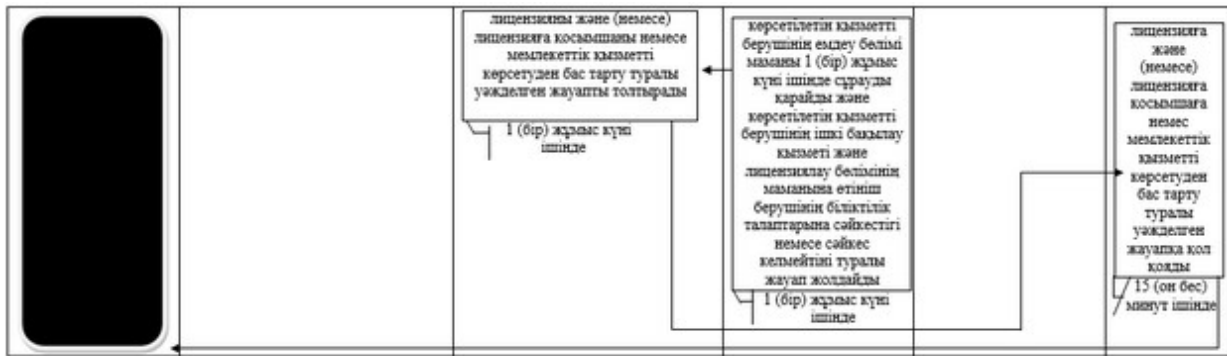 лицензияны және (немесе)
лицензияға қосымшаны немесе
мемлекеттік қызметті
көрсетуден бас тарту туралы
уәжделген жауапты толтырады
1 (бір) жұмыс күні
ішінде
көрсетілетін қызметті
берушінің емдеу бөлімі
маманы 1 (бір) жұмыс
күні ішінде сұрауды
қарайды және
көрсетілетін қызметті
берушінің ішкі бақылау
қызметі және
лицензиялау бөлімінің
маманына өтініш
берушінің біліктілік
талаптарына сәйкестігі
немесе сәйкес
келмейтіні туралы
жауап жолдайды
1 (бір) жұмыс күні
ішінде
лицензияға
және
(немесе)
лицензияға
қосымшаға
немес
мемлекеттік
қызметті
көрсетуден
бас тарту
туралы
уәжделген
жауапқа қол
қояды
15 (он бес)
минут ішінде